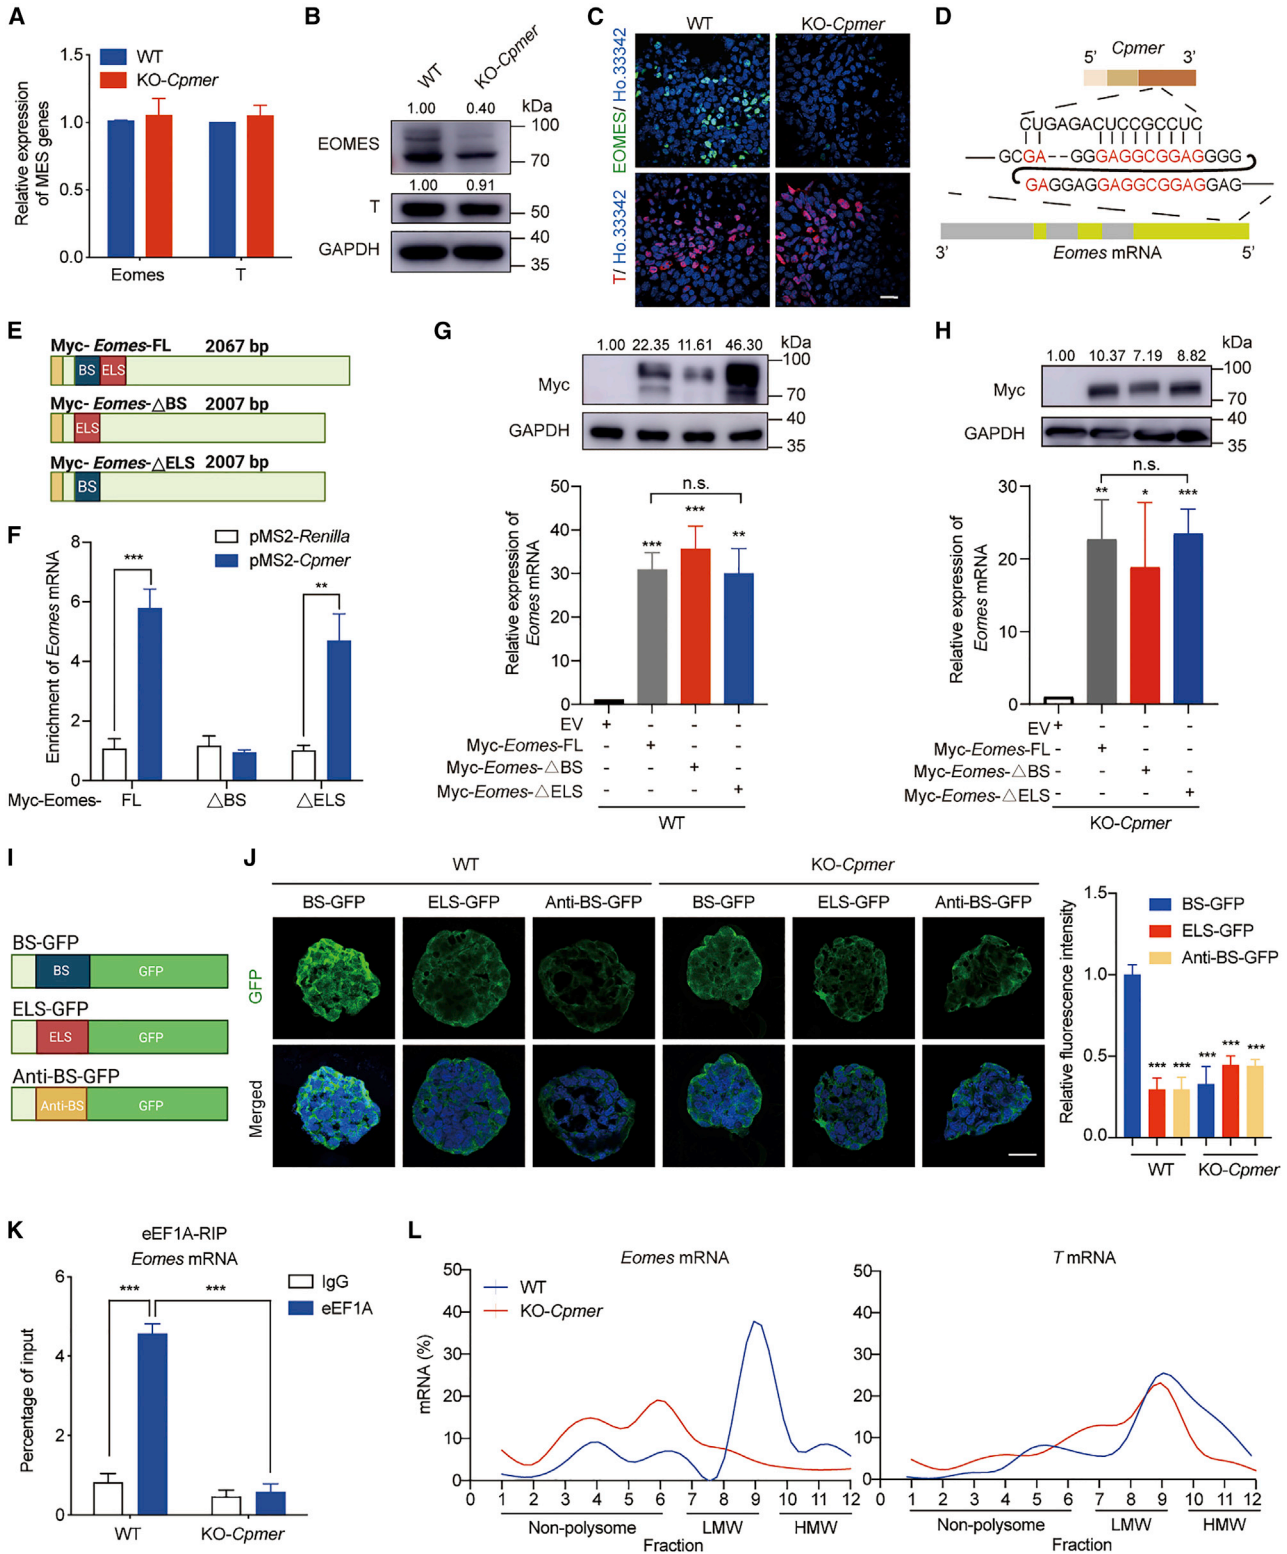 A
1.5
1.0
0.5
0.0
Relative expression
of MES genes
WT
KO-Cpmer
Eomes
T
B
WT
KO-Cpmer
1.00
0.40
kDa
EOMES
100
70
1.00
0.91
T
50
GAPDH
40
35
C
WT
KO-Cpmer
EOMES/ Ho.33342
T/ Ho.33342
D
Cpmer
5’
3’
CUGAGACUCCGCCUC
GCGA--GGGAGGCGGAGGGG
GAGGAGGAGGCGGAGGAG
3’
Eomes mRNA
5’
E
Myc- Eomes-FL 2067 bp
BS ELS
Myc- Eomes-△BS 2007 bp
ELS
Myc- Eomes-△ELS 2007 bp
BS
F
pMS2-Renilla
pMS2-Cpmer
Enrichment of Eomes mRNA
8
6
4
2
0
***
**
Myc-Eomes- FL △BS △ELS
G
1.00 22.35 11.61 46.30
kDa
Myc
100
70
GAPDH
40
35
Relative expression of
Eomes mRNA
50
40
30
20
10
0
n.s.
***
***
**
EV + - - -
Myc-Eomes-FL - + - -
Myc-Eomes-△BS - - + -
Myc-Eomes-△ELS - - - +
WT
H
1.00 10.37 7.19 8.82
kDa
Myc
100
70
GAPDH
40
35
Relative expression of
Eomes mRNA
30
20
10
0
n.s.
**
*
***
EV + - - -
Myc-Eomes-FL - + - -
Myc-Eomes-△BS - - + -
Myc-Eomes-△ELS - - - +
KO-Cpmer
I
BS-GFP
BS GFP
ELS-GFP
ELS GFP
Anti-BS-GFP
Anti-BS GFP
J
WT
KO-Cpmer
BS-GFP ELS-GFP Anti-BS-GFP BS-GFP ELS-GFP Anti-BS-GFP
GFP
Merged
Relative fluorescence intensity
1.5
1.0
0.5
0.0
BS-GFP
ELS-GFP
Anti-BS-GFP
*** *** *** *** ***
WT KO-Cpmer
K
eEF1A-RIP
Eomes mRNA
Percentage of input
6
4
2
0
***
***
IgG
eEF1A
WT KO-Cpmer
L
Eomes mRNA
mRNA (%)
50
40
30
20
10
0
WT
KO-Cpmer
0 1 2 3 4 5 6 7 8 9 10 11 12
Non-polysome LMW HMW
T mRNA
50
40
30
20
10
0
0 1 2 3 4 5 6 7 8 9 10 11 12
Non-polysome LMW HMW
Fraction
Fraction